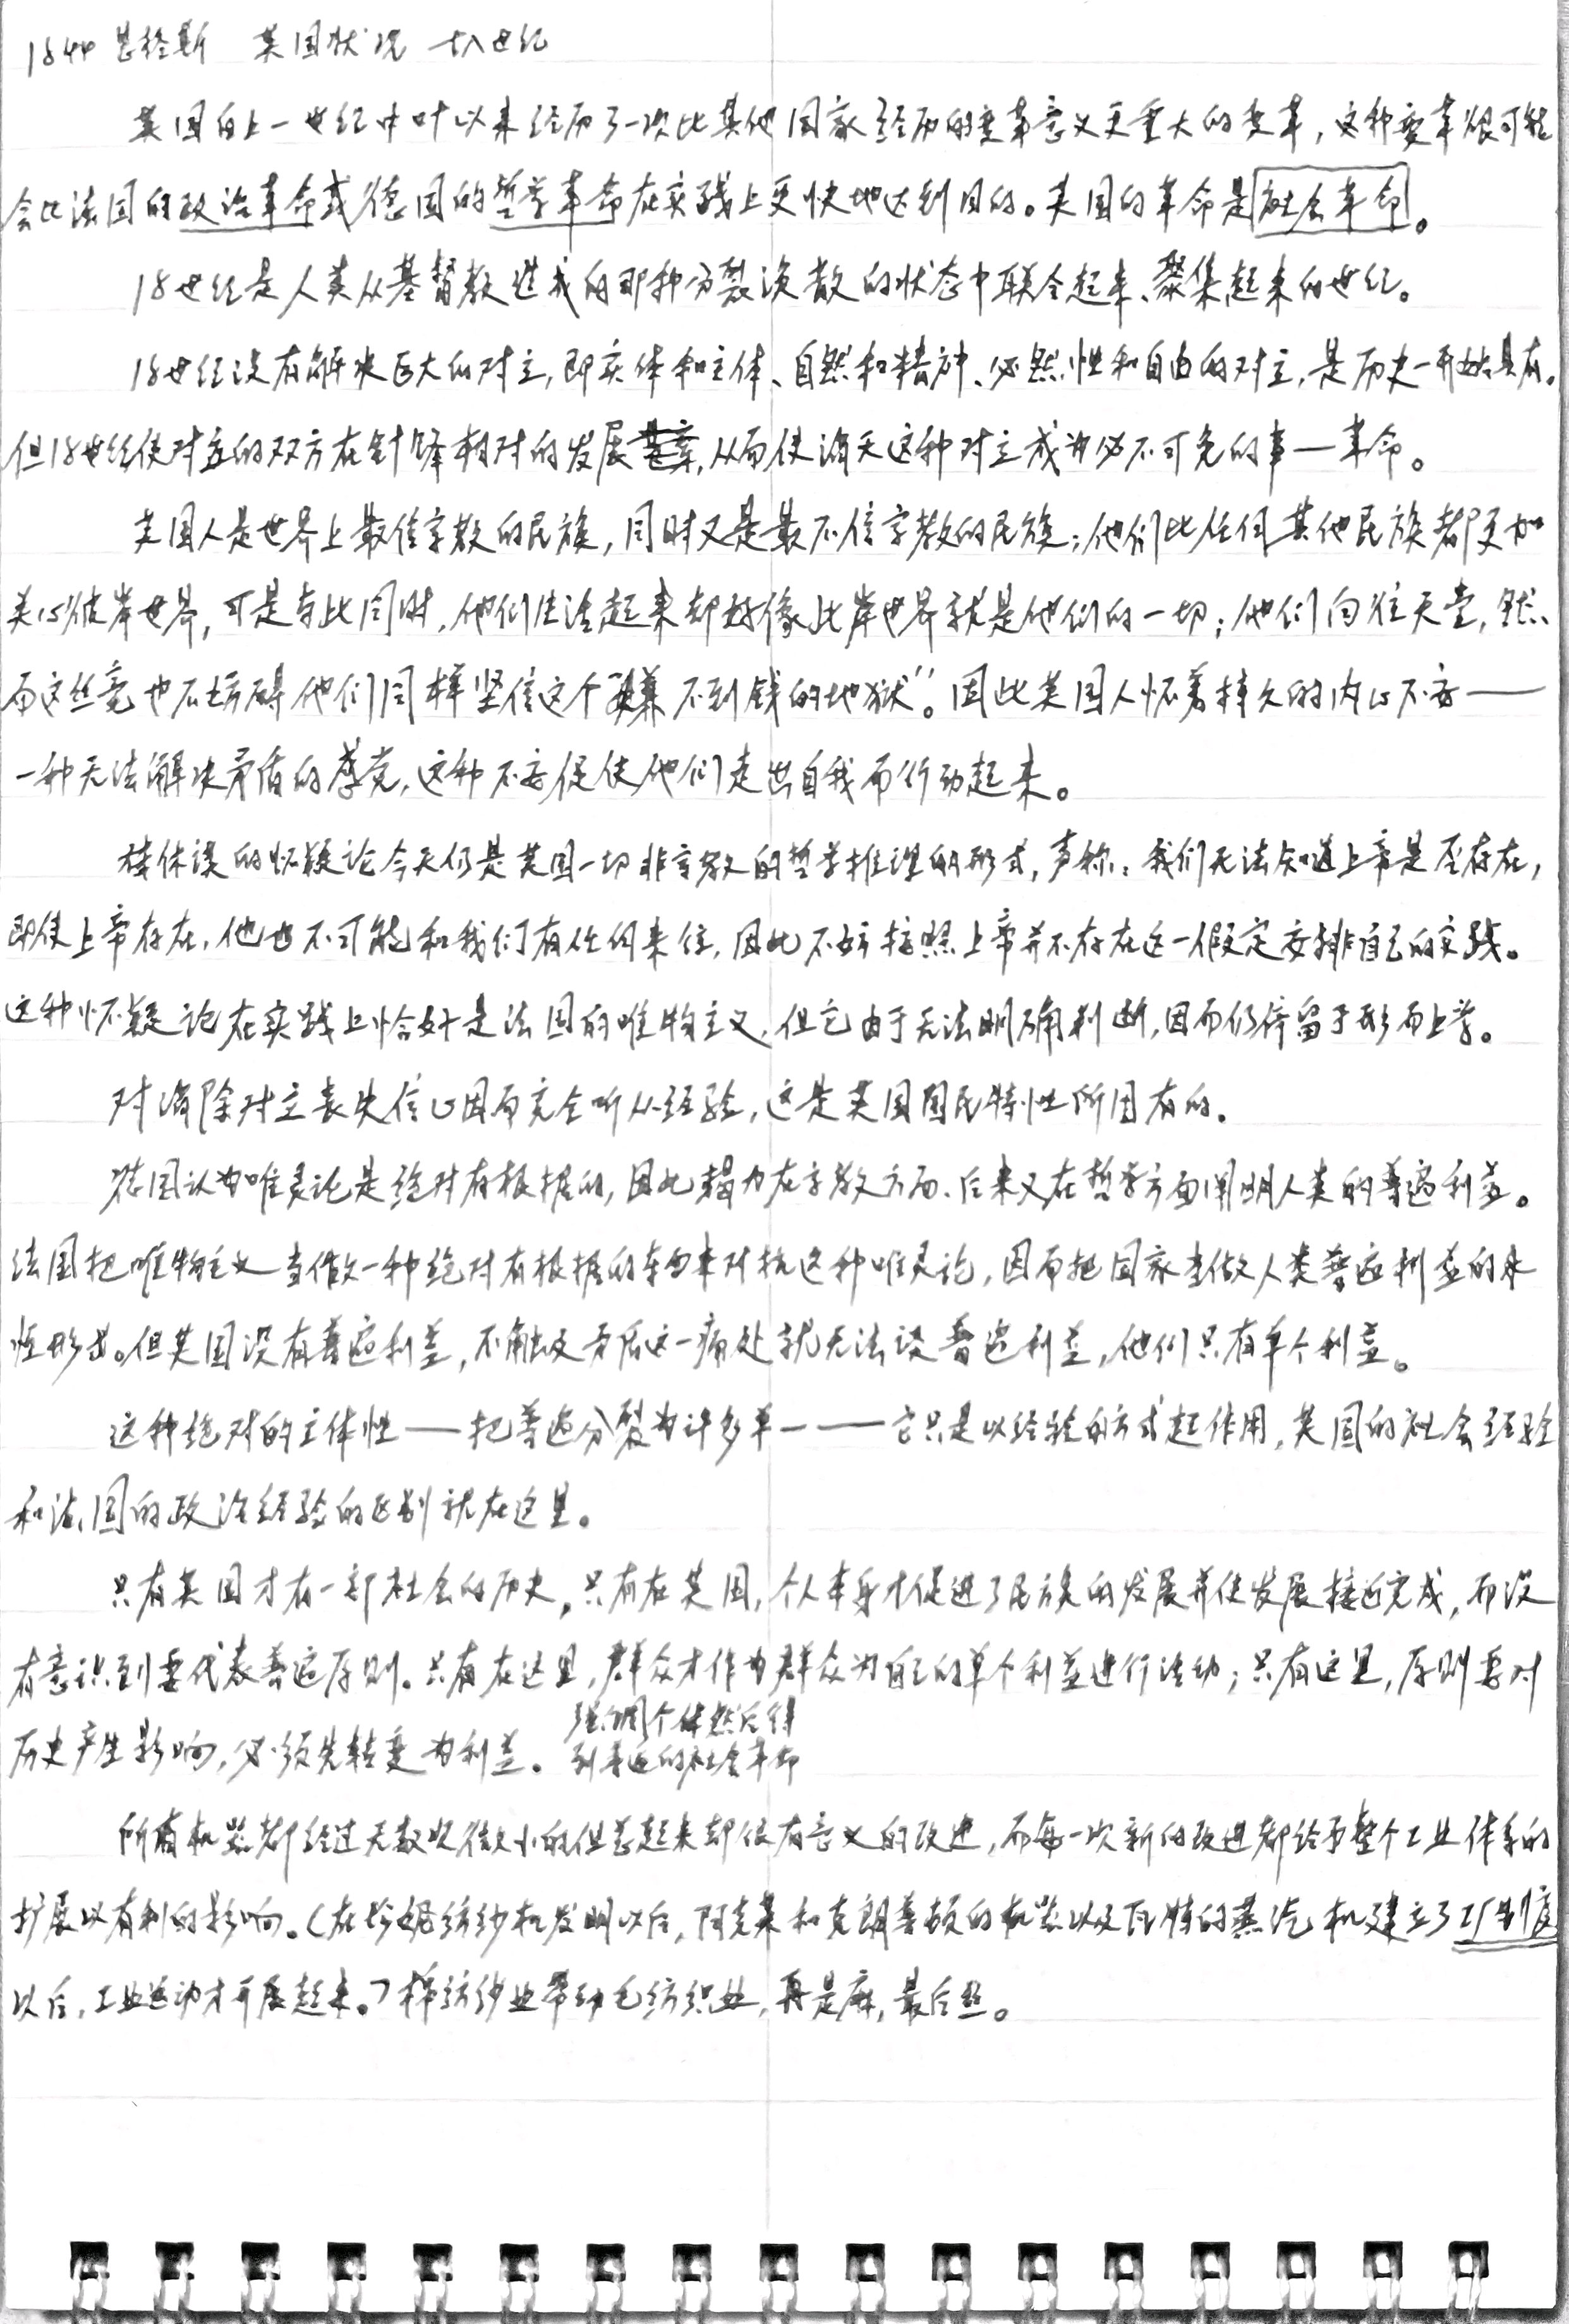 1844 恩格斯 英国状况 十八世纪
英国自上一世纪中叶以来经历了一次比其他国家经历的变革意义更重大的变革，这种变革很可能
会比法国的政治革命或德国的哲学革命在实践上更快地达到目的。英国的革命是社会革命。
18世纪是人类从基督教造成的那种分裂涣散的状态中联合起来、聚集起来的世纪。
18世纪没有解决巨大的对立，即实体和主体、自然和精神、必然性和自由的对立，是历史一开始具有。
但18世纪使对立的双方在针锋相对的发展，从而使消灭这种对立成为必不可免的事—革命。
英国人是世界上最信宗教的民族，同时又是最不信宗教的民族；他们比任何其他民族都更加
关心彼岸世界，可是与此同时，他们生活起来却好像此岸世界就是他们的一切；他们向往天堂，然
而这丝毫也不妨碍他们同样坚信这个“赚不到钱的地狱”。因此英国人怀着持久的内心不安——
一种无法解决矛盾的感觉，这种不安促使他们走出自我而行动起来。
休谟的怀疑论今天仍是英国一切非宗教的哲学推理的形式，声称：我们无法知道上帝是否存在，
即使上帝存在，他也不可能和我们有任何来往，因此不妨按照上帝并不存在这一假定安排自己的实践。
这种怀疑论在实践上恰好是法国的唯物主义，但它由于无法明确判断，因而仍停留于形而上学。
对消除对立丧失信心因而完全听从经验，这是英国国民特性所固有的。
德国认为唯灵论是绝对有根据的，因此竭力在宗教方面、后来又在哲学方面阐明人类的普遍利益。
法国把唯物主义当做一种绝对有根据的东西来对抗这种唯灵论，因而把国家当做人类普遍利益的永
恒形式。但英国没有普遍利益，不触及矛盾这一痛处就无法谈普遍利益，他们只有单个利益。
这种绝对的主体性——把普遍分裂为许多单一——它只是以经验的方式起作用，英国的社会经验
和法国的政治经验的区别就在这里。
只有英国才有一部社会的历史。只有在英国，个人本身才促进了民族的发展并使发展接近完成，而没
有意识到要代表普遍原则。只有在这里，群众才作为群众为自己的单个利益进行活动；只有这里，原则要对
历史产生影响，必须先转变为利益。
强调个体然后得
到普遍的社会革命
所有机器都经过无数次微小的但总起来却很有意义的改进，而每一次新的改进都给予整个工业体系的
扩展以有利的影响。（在珍妮纺纱机发明以后，阿克莱和克朗普顿的机器以及瓦特的蒸汽机建立了工厂制度
以后，工业运动才开展起来。）棉纺纱业带动毛纺织业，再是麻，最后丝。